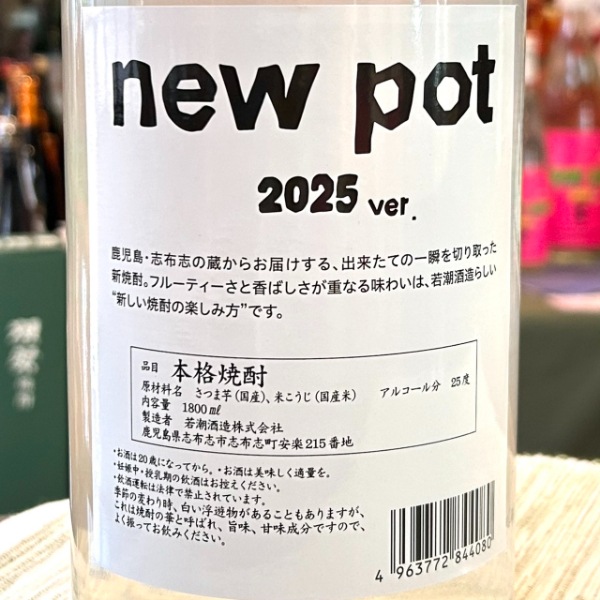 new pot
2025 ver.
鹿児島・志布志の蔵からお届けする、出来たての一瞬を切り取った
新焼酎。フルーティーさと香ばしさが重なる味わいは、若潮酒造らしい
“新しい焼酎の楽しみ方”です。
品目 本格焼酎
原材料名 さつま芋(国産)、米こうじ(国産米) アルコール分 25度
内容量 1800㎖
製造者 若潮酒造株式会社
鹿児島県志布志市志布志町安楽215番地
・お酒は20歳になってから。・お酒は美味しく適量を。
・妊娠中・授乳期の飲酒はお控えください。
・飲酒運転は法律で禁止されています。
季節の変わり時、白い浮遊物があることもありますが、
これは焼酎の華と呼ばれ、旨味、甘味成分ですので、
よく振ってお飲みください。
4 963772 844080